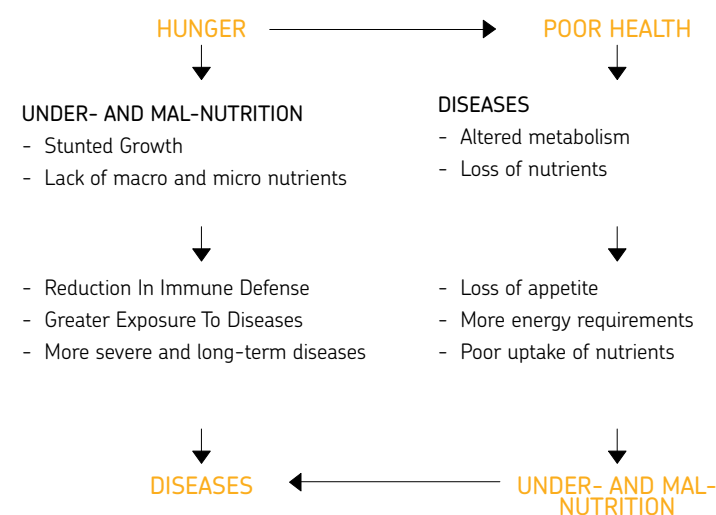 HUNGER
POOR HEALTH
UNDER- AND MAL-NUTRITION
- Stunted Growth
- Lack of macro and micro nutrients
DISEASES
- Altered metabolism
- Loss of nutrients
- Reduction In Immune Defense
- Greater Exposure To Diseases
- More severe and long-term diseases
- Loss of appetite
- More energy requirements
- Poor uptake of nutrients
DISEASES
UNDER- AND MAL-
NUTRITION